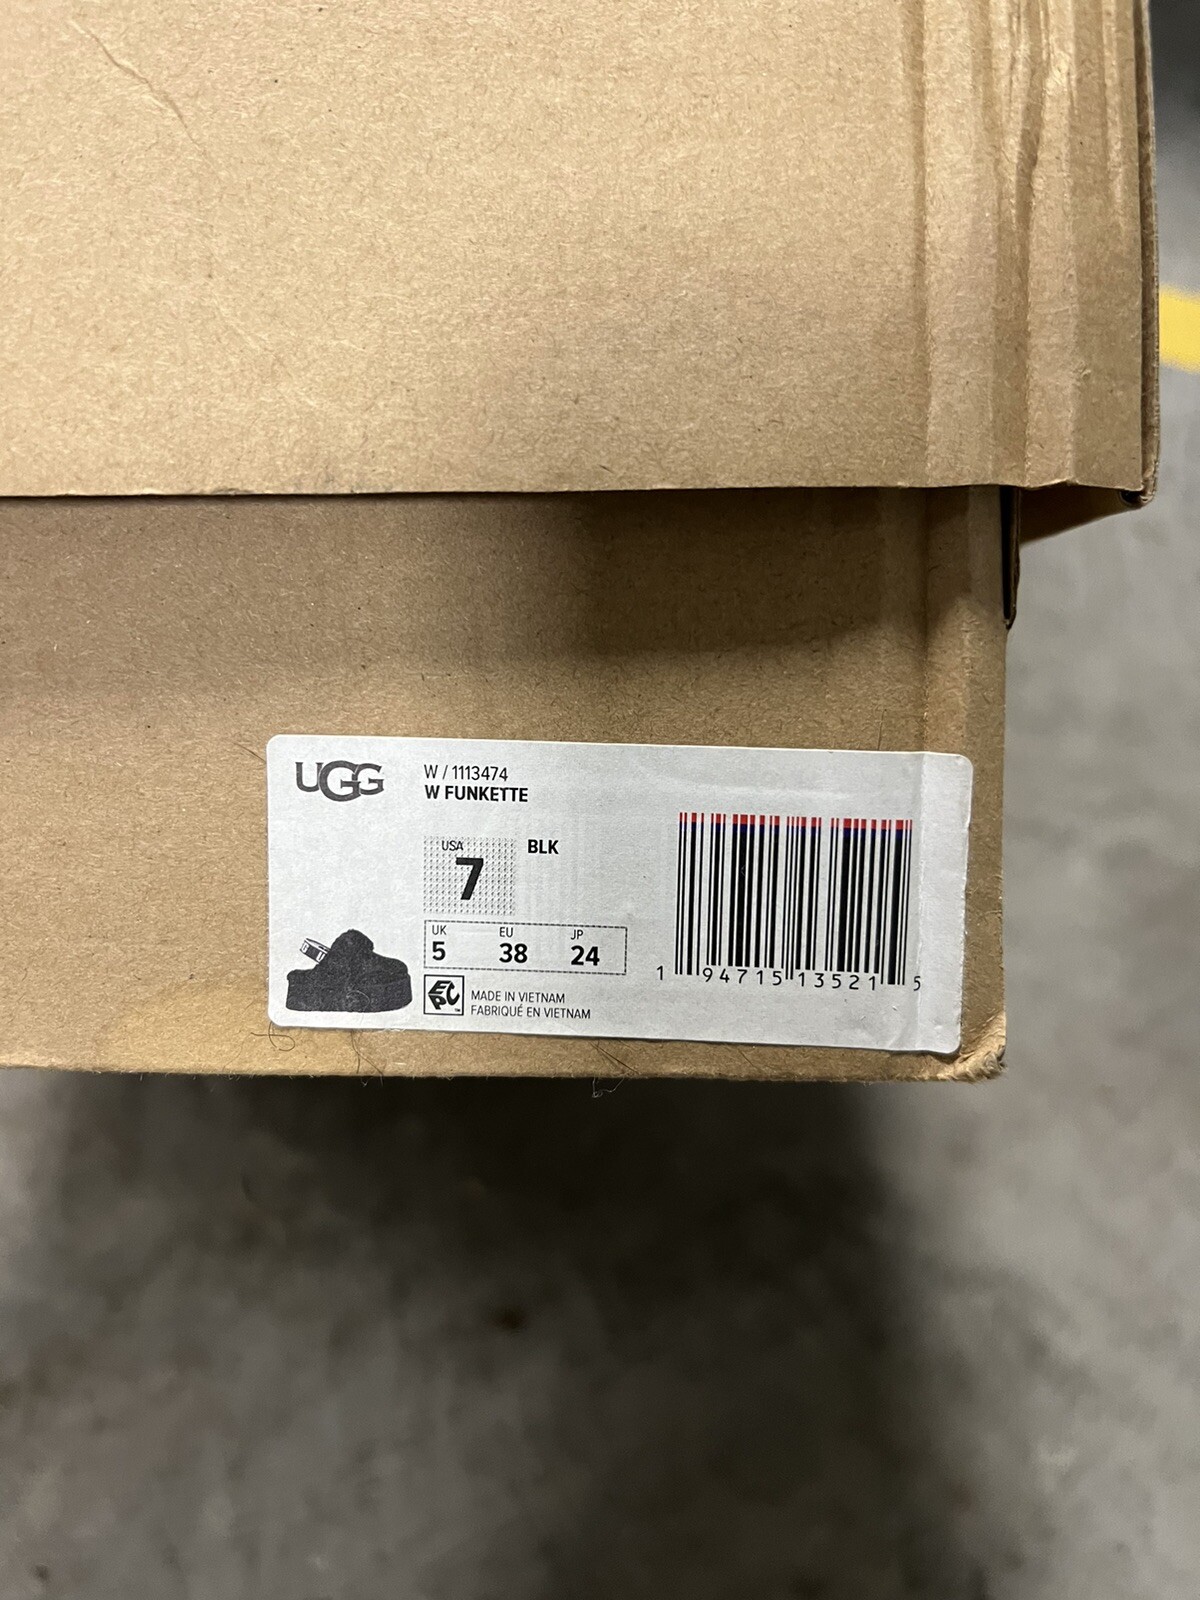 UGG
W / 1113474
W FUNKETTE
USA
7
BLK
UK EU JP
5 38 24
EPC
MADE IN VIETNAM
FABRIQUÉ EN VIETNAM
1 94715 13521 5